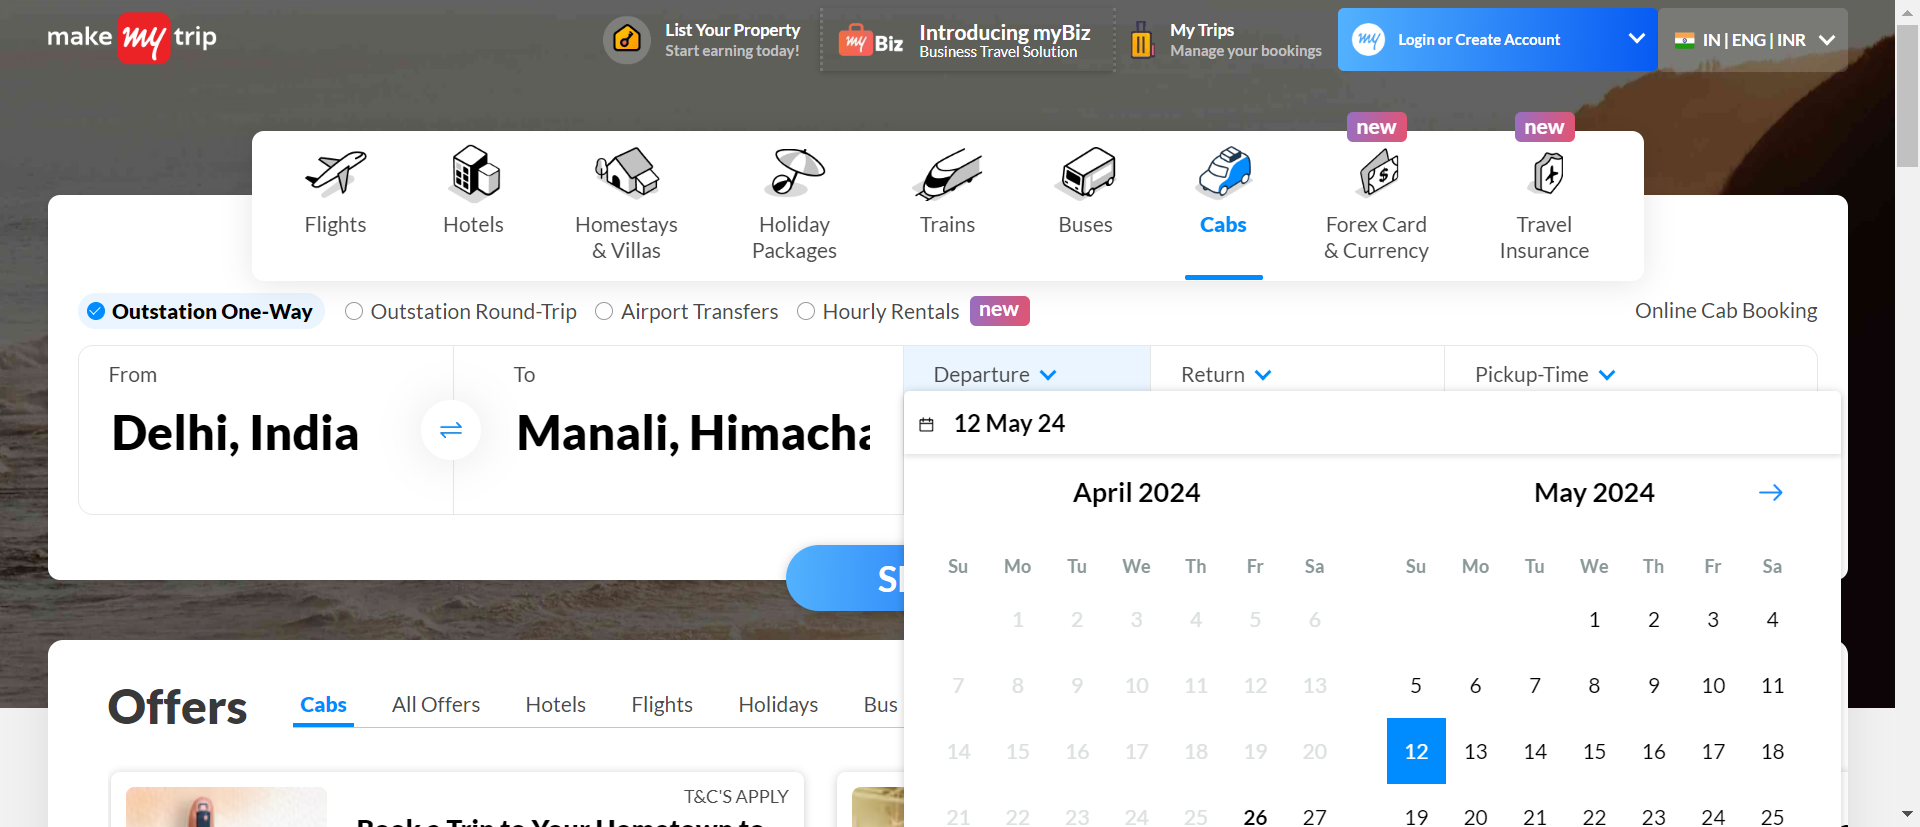 make my trip
List Your Property
Start earning today!
my Biz
Introducing myBiz
Business Travel Solution
My Trips
Manage your bookings
my Login or Create Account
IN | ENG | INR
new
new
Flights
Hotels
Homestays
& Villas
Holiday
Packages
Trains
Buses
Cabs
Forex Card
& Currency
Travel
Insurance
Outstation One-Way
Outstation Round-Trip
Airport Transfers
Hourly Rentals
new
Online Cab Booking
From
Delhi, India
To
Manali, Himacha
Departure
Return
Pickup-Time
12 May 24
April 2024
Su Mo Tu We Th Fr Sa
1 2 3 4 5 6
7 8 9 10 11 12 13
14 15 16 17 18 19 20
21 22 23 24 25 26 27
May 2024
Su Mo Tu We Th Fr Sa
1 2 3 4
5 6 7 8 9 10 11
12 13 14 15 16 17 18
19 20 21 22 23 24 25
Offers
Cabs
All Offers
Hotels
Flights
Holidays
Bus
T&C'S APPLY
Book a Trip to Your Hometown to